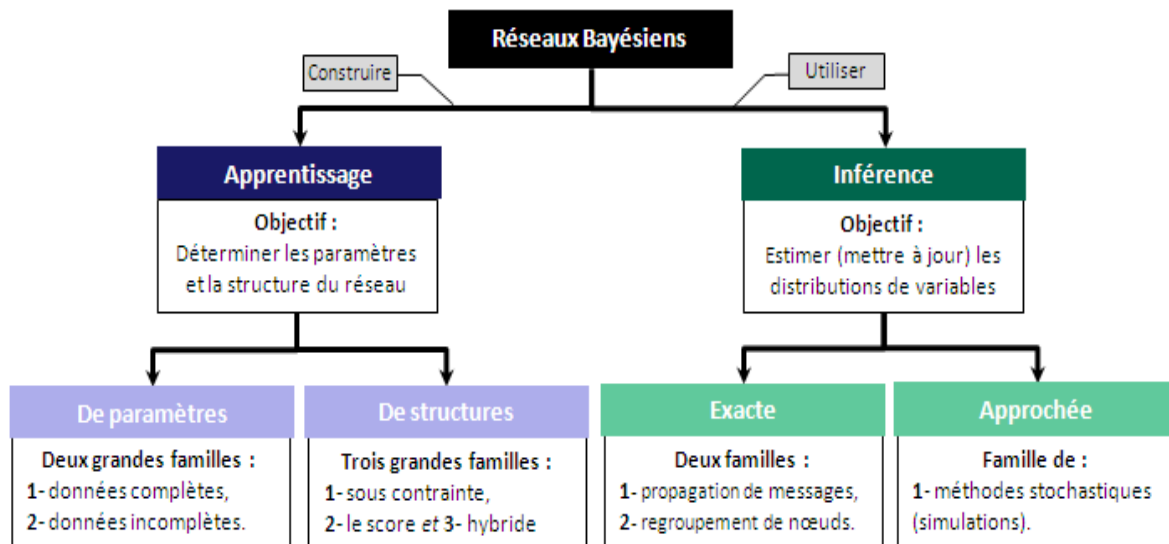 Réseaux Bayésiens
Construire
Utiliser
Apprentissage
Objectif :
Déterminer les paramètres
et la structure du réseau
Inférence
Objectif :
Estimer (mettre à jour) les
distributions de variables
De paramètres
Deux grandes familles :
1- données complètes,
2- données incomplètes.
De structures
Trois grandes familles :
1- sous contrainte,
2- le score et 3- hybride
Exacte
Deux familles :
1- propagation de messages,
2- regroupement de nœuds.
Approchée
Famille de :
1- méthodes stochastiques
(simulations).